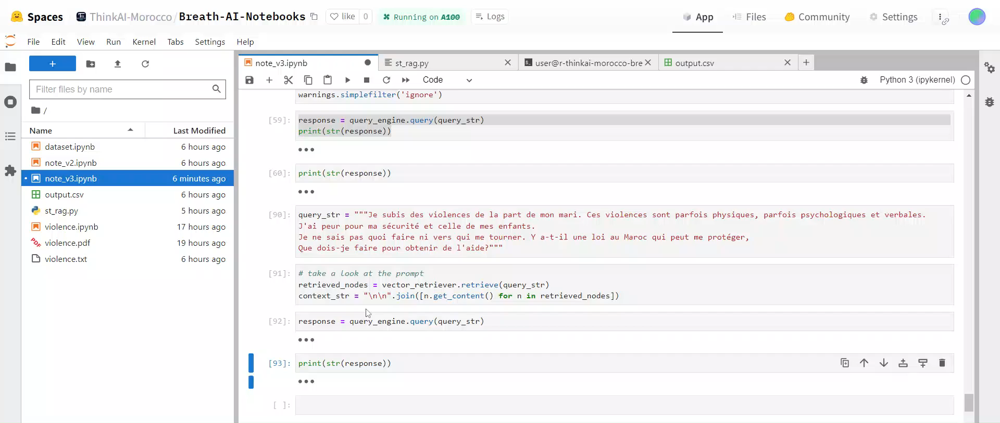 Spaces ThinkAI-Morocco/Breath-AI-Notebooks like 0 Running on A100 Logs App Files Community Settings
File Edit View Run Kernel Tabs Settings Help
+
Filter files by name
/
Name Last Modified
dataset.ipynb 6 hours ago
note_v2.ipynb 6 hours ago
note_v3.ipynb 6 minutes ago
output.csv 6 hours ago
st_rag.py 5 hours ago
violence.ipynb 17 hours ago
violence.pdf 19 hours ago
violence.txt 6 hours ago
note_v3.ipynb st_rag.py user@r-thinkai-morocco-bre output.csv
Code Python 3 (ipykernel)
warnings.simplefilter('ignore')
[59]: response = query_engine.query(query_str)
print(str(response))
•••
[60]: print(str(response))
•••
[90]: query_str = """Je subis des violences de la part de mon mari. Ces violences sont parfois physiques, parfois psychologiques et verbales.
J'ai peur pour ma sécurité et celle de mes enfants.
Je ne sais pas quoi faire ni vers qui me tourner. Y a-t-il une loi au Maroc qui peut me protéger,
Que dois-je faire pour obtenir de l'aide?"""
[91]: # take a look at the prompt
retrieved_nodes = vector_retriever.retrieve(query_str)
context_str = "\n\n".join([n.get_content() for n in retrieved_nodes])
[92]: response = query_engine.query(query_str)
•••
[93]: print(str(response))
•••
[ ]: